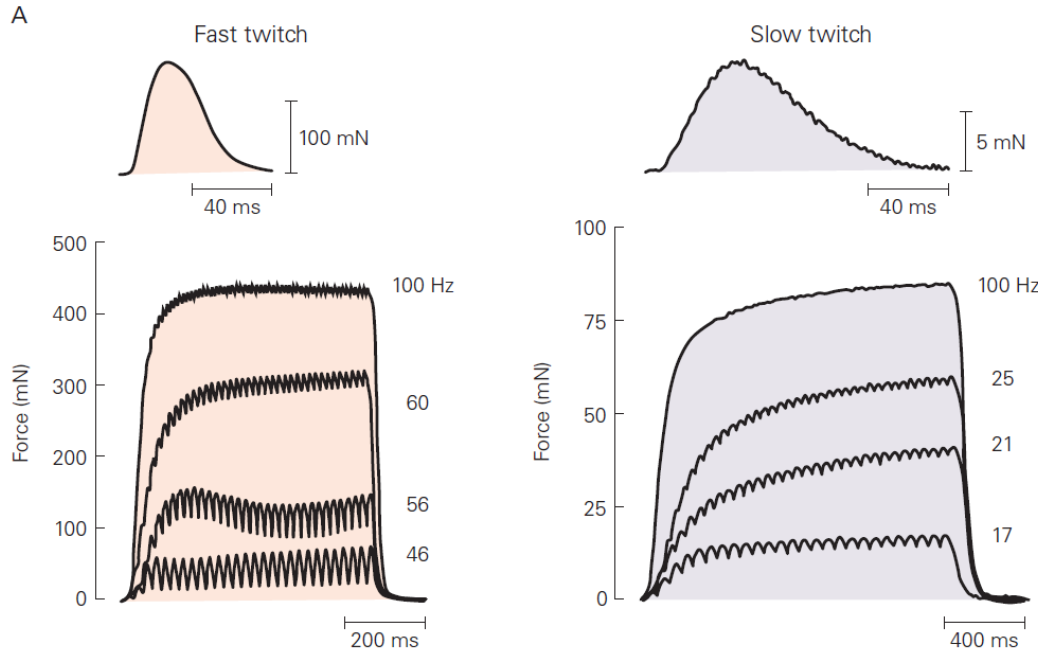 A
Fast twitch
Slow twitch
100 mN
5 mN
40 ms
40 ms
500
400
300
200
100
0
Force (mN)
100 Hz
60
56
46
200 ms
100
75
50
25
0
Force (mN)
100 Hz
25
21
17
400 ms